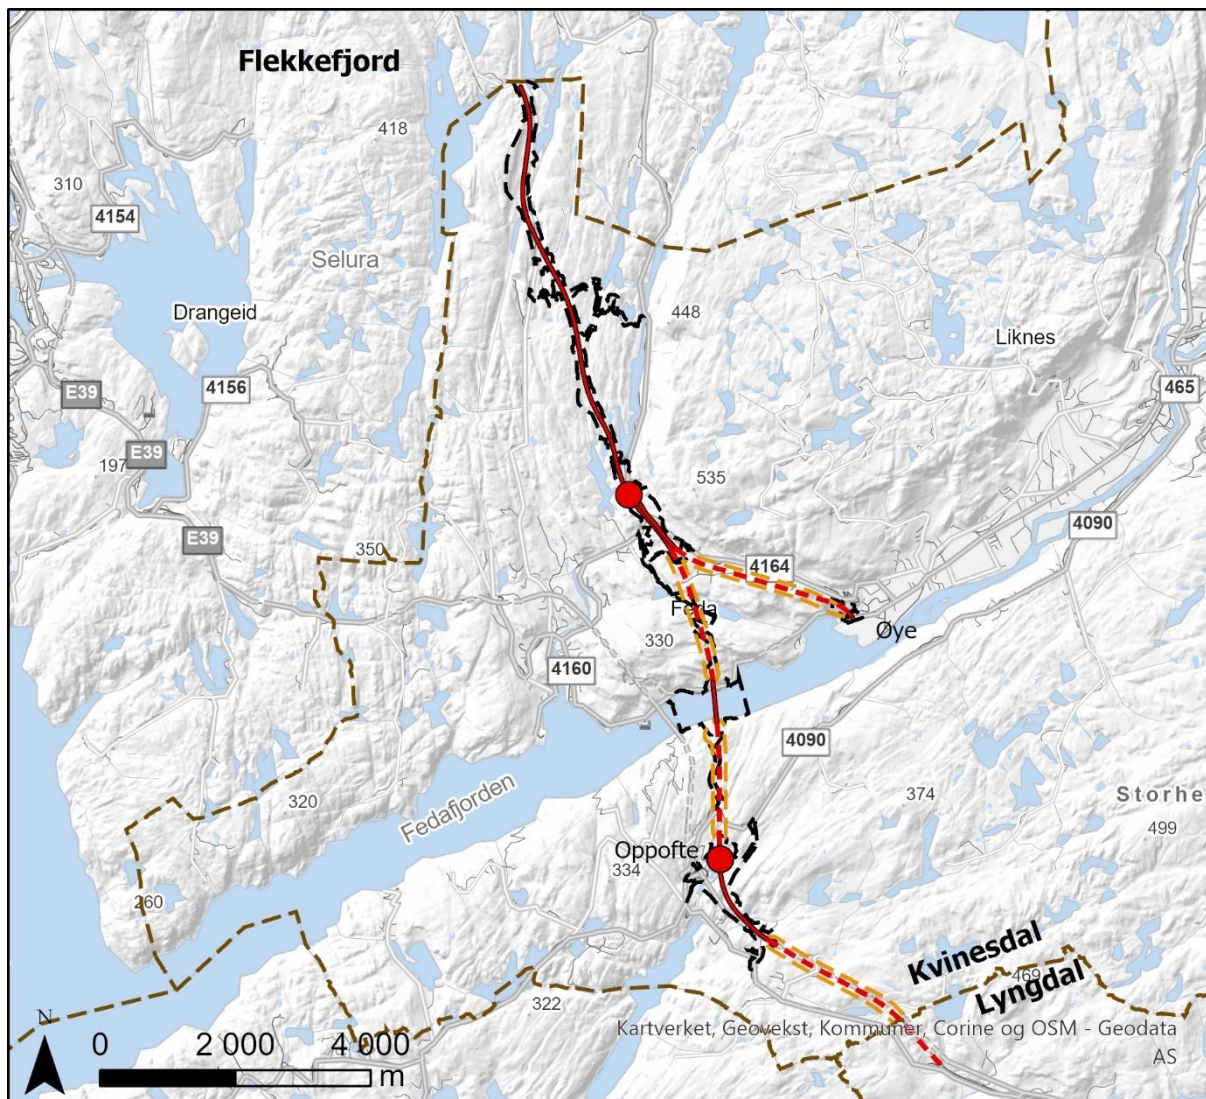 Flekkefjord
418
310
4154
Selura
Drangeid
448
Liknes
4156
465
E39
E39
197
535
4090
E39
350
4164
Feda
Øye
330
4160
4090
Fedafjorden
320
374
Storhe
499
Oppofte
334
260
Kvinesdal
469
Lyngdal
322
N
0 2 000 4 000
m
Kartverket, Geovekst, Kommuner, Corine og OSM - Geodata
AS